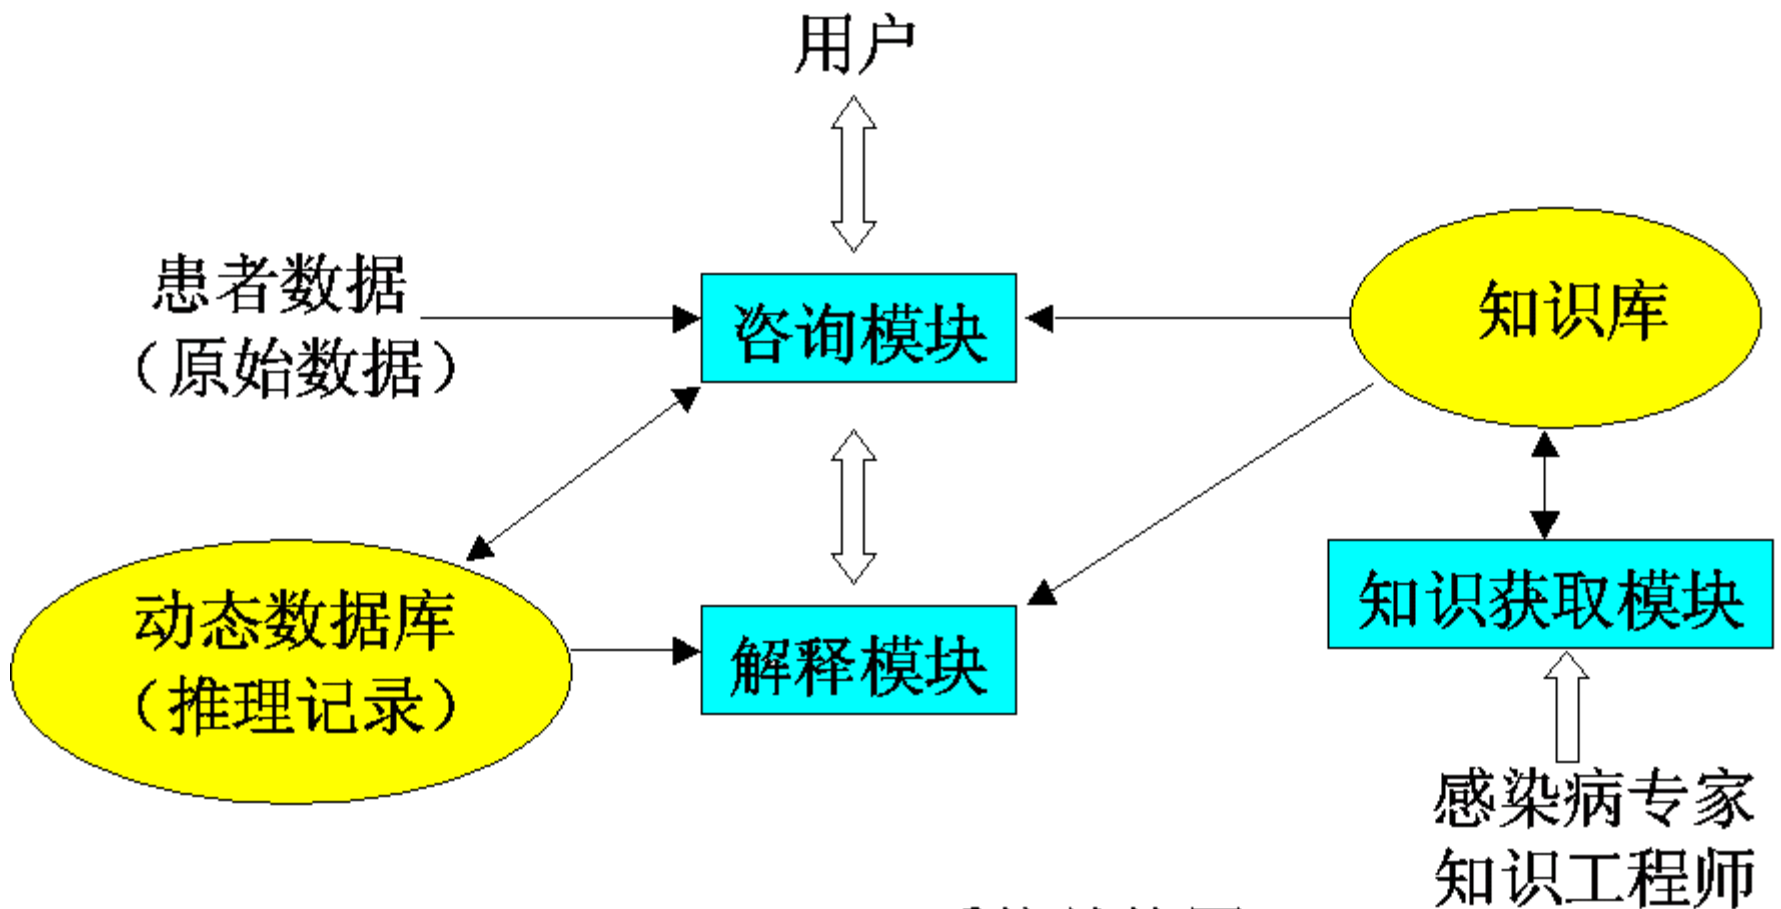 用户
患者数据
（原始数据）
咨询模块
知识库
动态数据库
（推理记录）
解释模块
知识获取模块
感染病专家
知识工程师